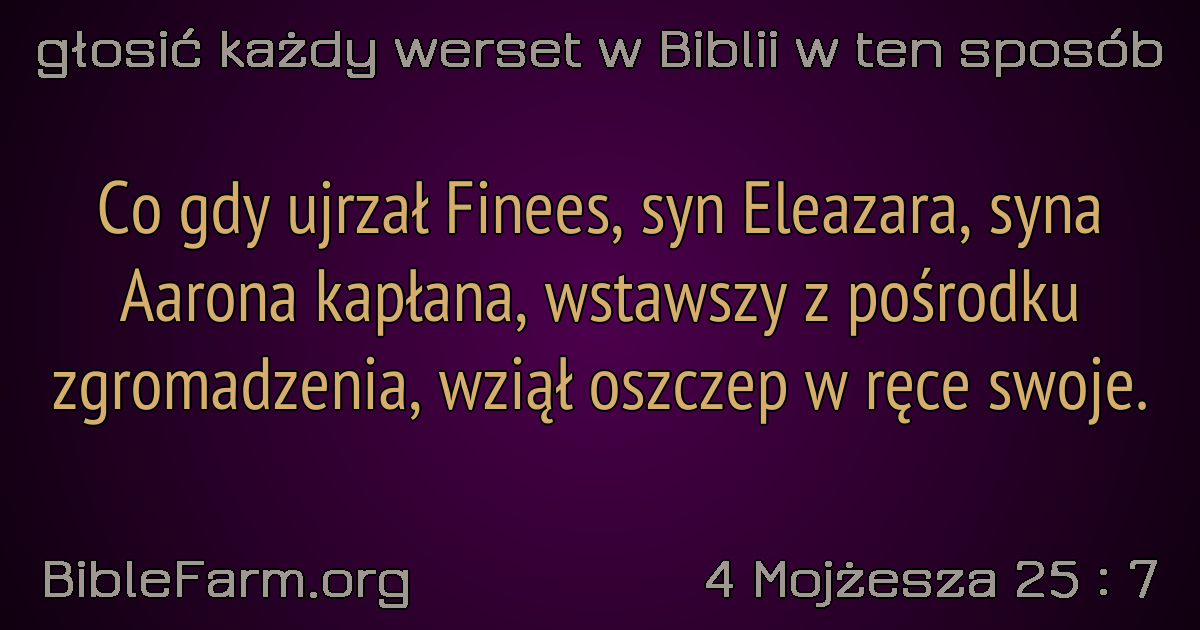 głosić każdy werset w Biblii w ten sposób
Co gdy ujrzał Finees, syn Eleazara, syna
Aarona kapłana, wstawszy z pośrodku
zgromadzenia, wziął oszczep w ręce swoje.
BibleFarm.org
4 Mojżesza 25 : 7